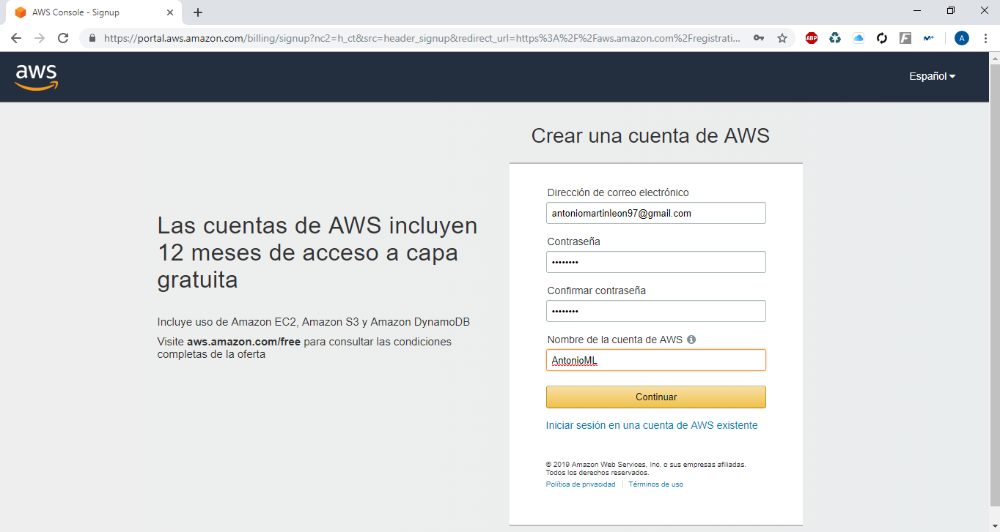 AWS Console - Signup
https://portal.aws.amazon.com/billing/signup?nc2=h_ct&src=header_signup&redirect_url=https%3A%2F%2Faws.amazon.com%2Fregistrati...
ABP
A
aws
Español
Crear una cuenta de AWS
Las cuentas de AWS incluyen
12 meses de acceso a capa
gratuita
Incluye uso de Amazon EC2, Amazon S3 y Amazon DynamoDB
Visite aws.amazon.com/free para consultar las condiciones
completas de la oferta
Dirección de correo electrónico
antoniomartinleon97@gmail.com
Contraseña
••••••••
Confirmar contraseña
••••••••
Nombre de la cuenta de AWS
AntonioML
Continuar
Iniciar sesión en una cuenta de AWS existente
© 2019 Amazon Web Services, Inc. o sus empresas afiliadas.
Todos los derechos reservados.
Política de privacidad | Términos de uso